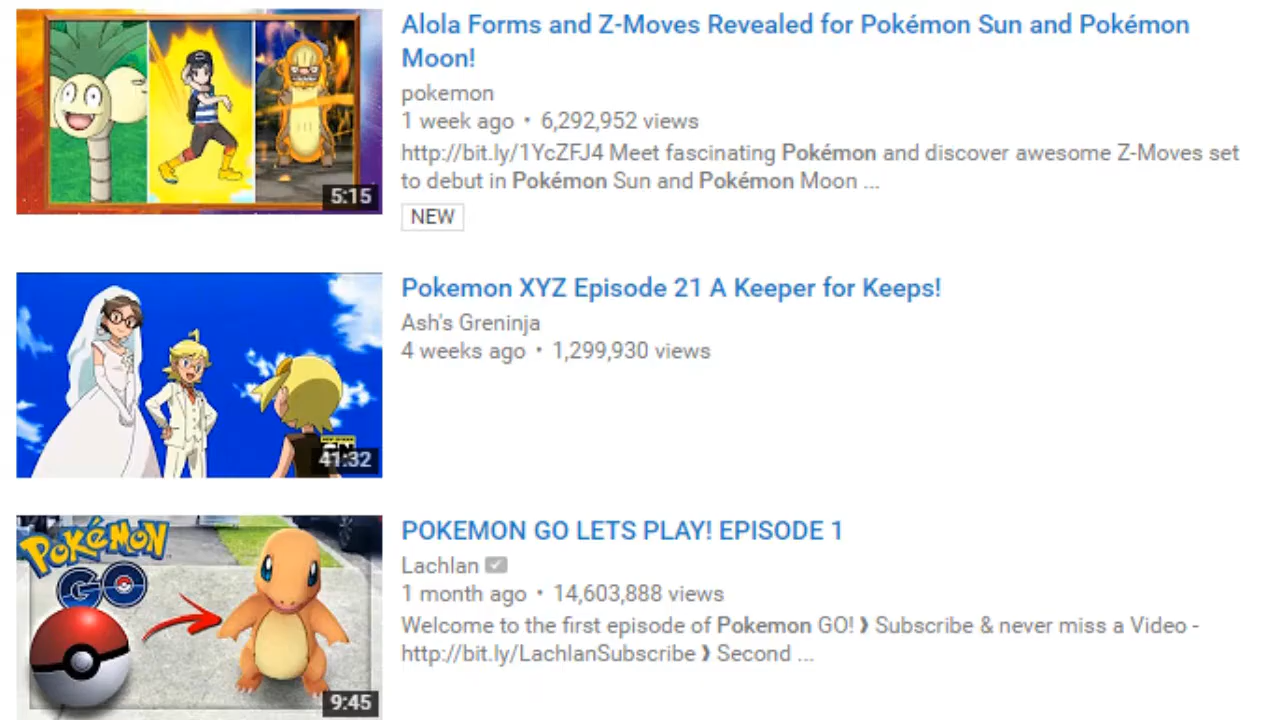 Alola Forms and Z-Moves Revealed for Pokémon Sun and Pokémon
Moon!
pokemon
1 week ago • 6,292,952 views
http://bit.ly/1YcZFJ4 Meet fascinating Pokémon and discover awesome Z-Moves set
to debut in Pokémon Sun and Pokémon Moon ...
5:15
NEW
Pokemon XYZ Episode 21 A Keeper for Keeps!
Ash's Greninja
4 weeks ago • 1,299,930 views
41:32
POKEMON GO LETS PLAY! EPISODE 1
Lachlan
1 month ago • 14,603,888 views
Welcome to the first episode of Pokemon GO! ❱ Subscribe & never miss a Video -
http://bit.ly/LachlanSubscribe ❱ Second ...
POKéMON
GO
9:45